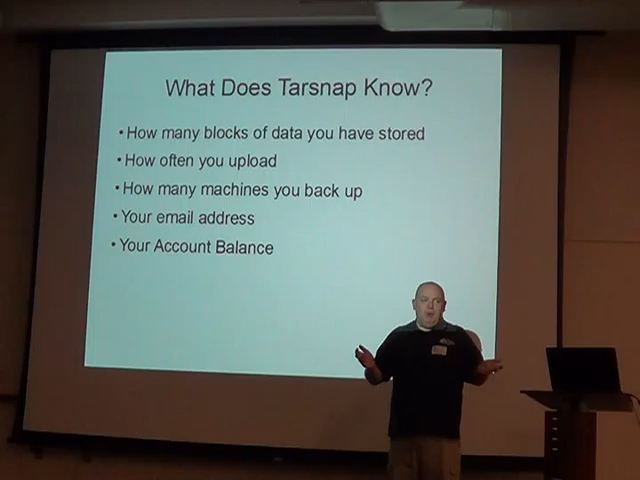 What Does Tarsnap Know?
• How many blocks of data you have stored
• How often you upload
• How many machines you back up
• Your email address
• Your Account Balance